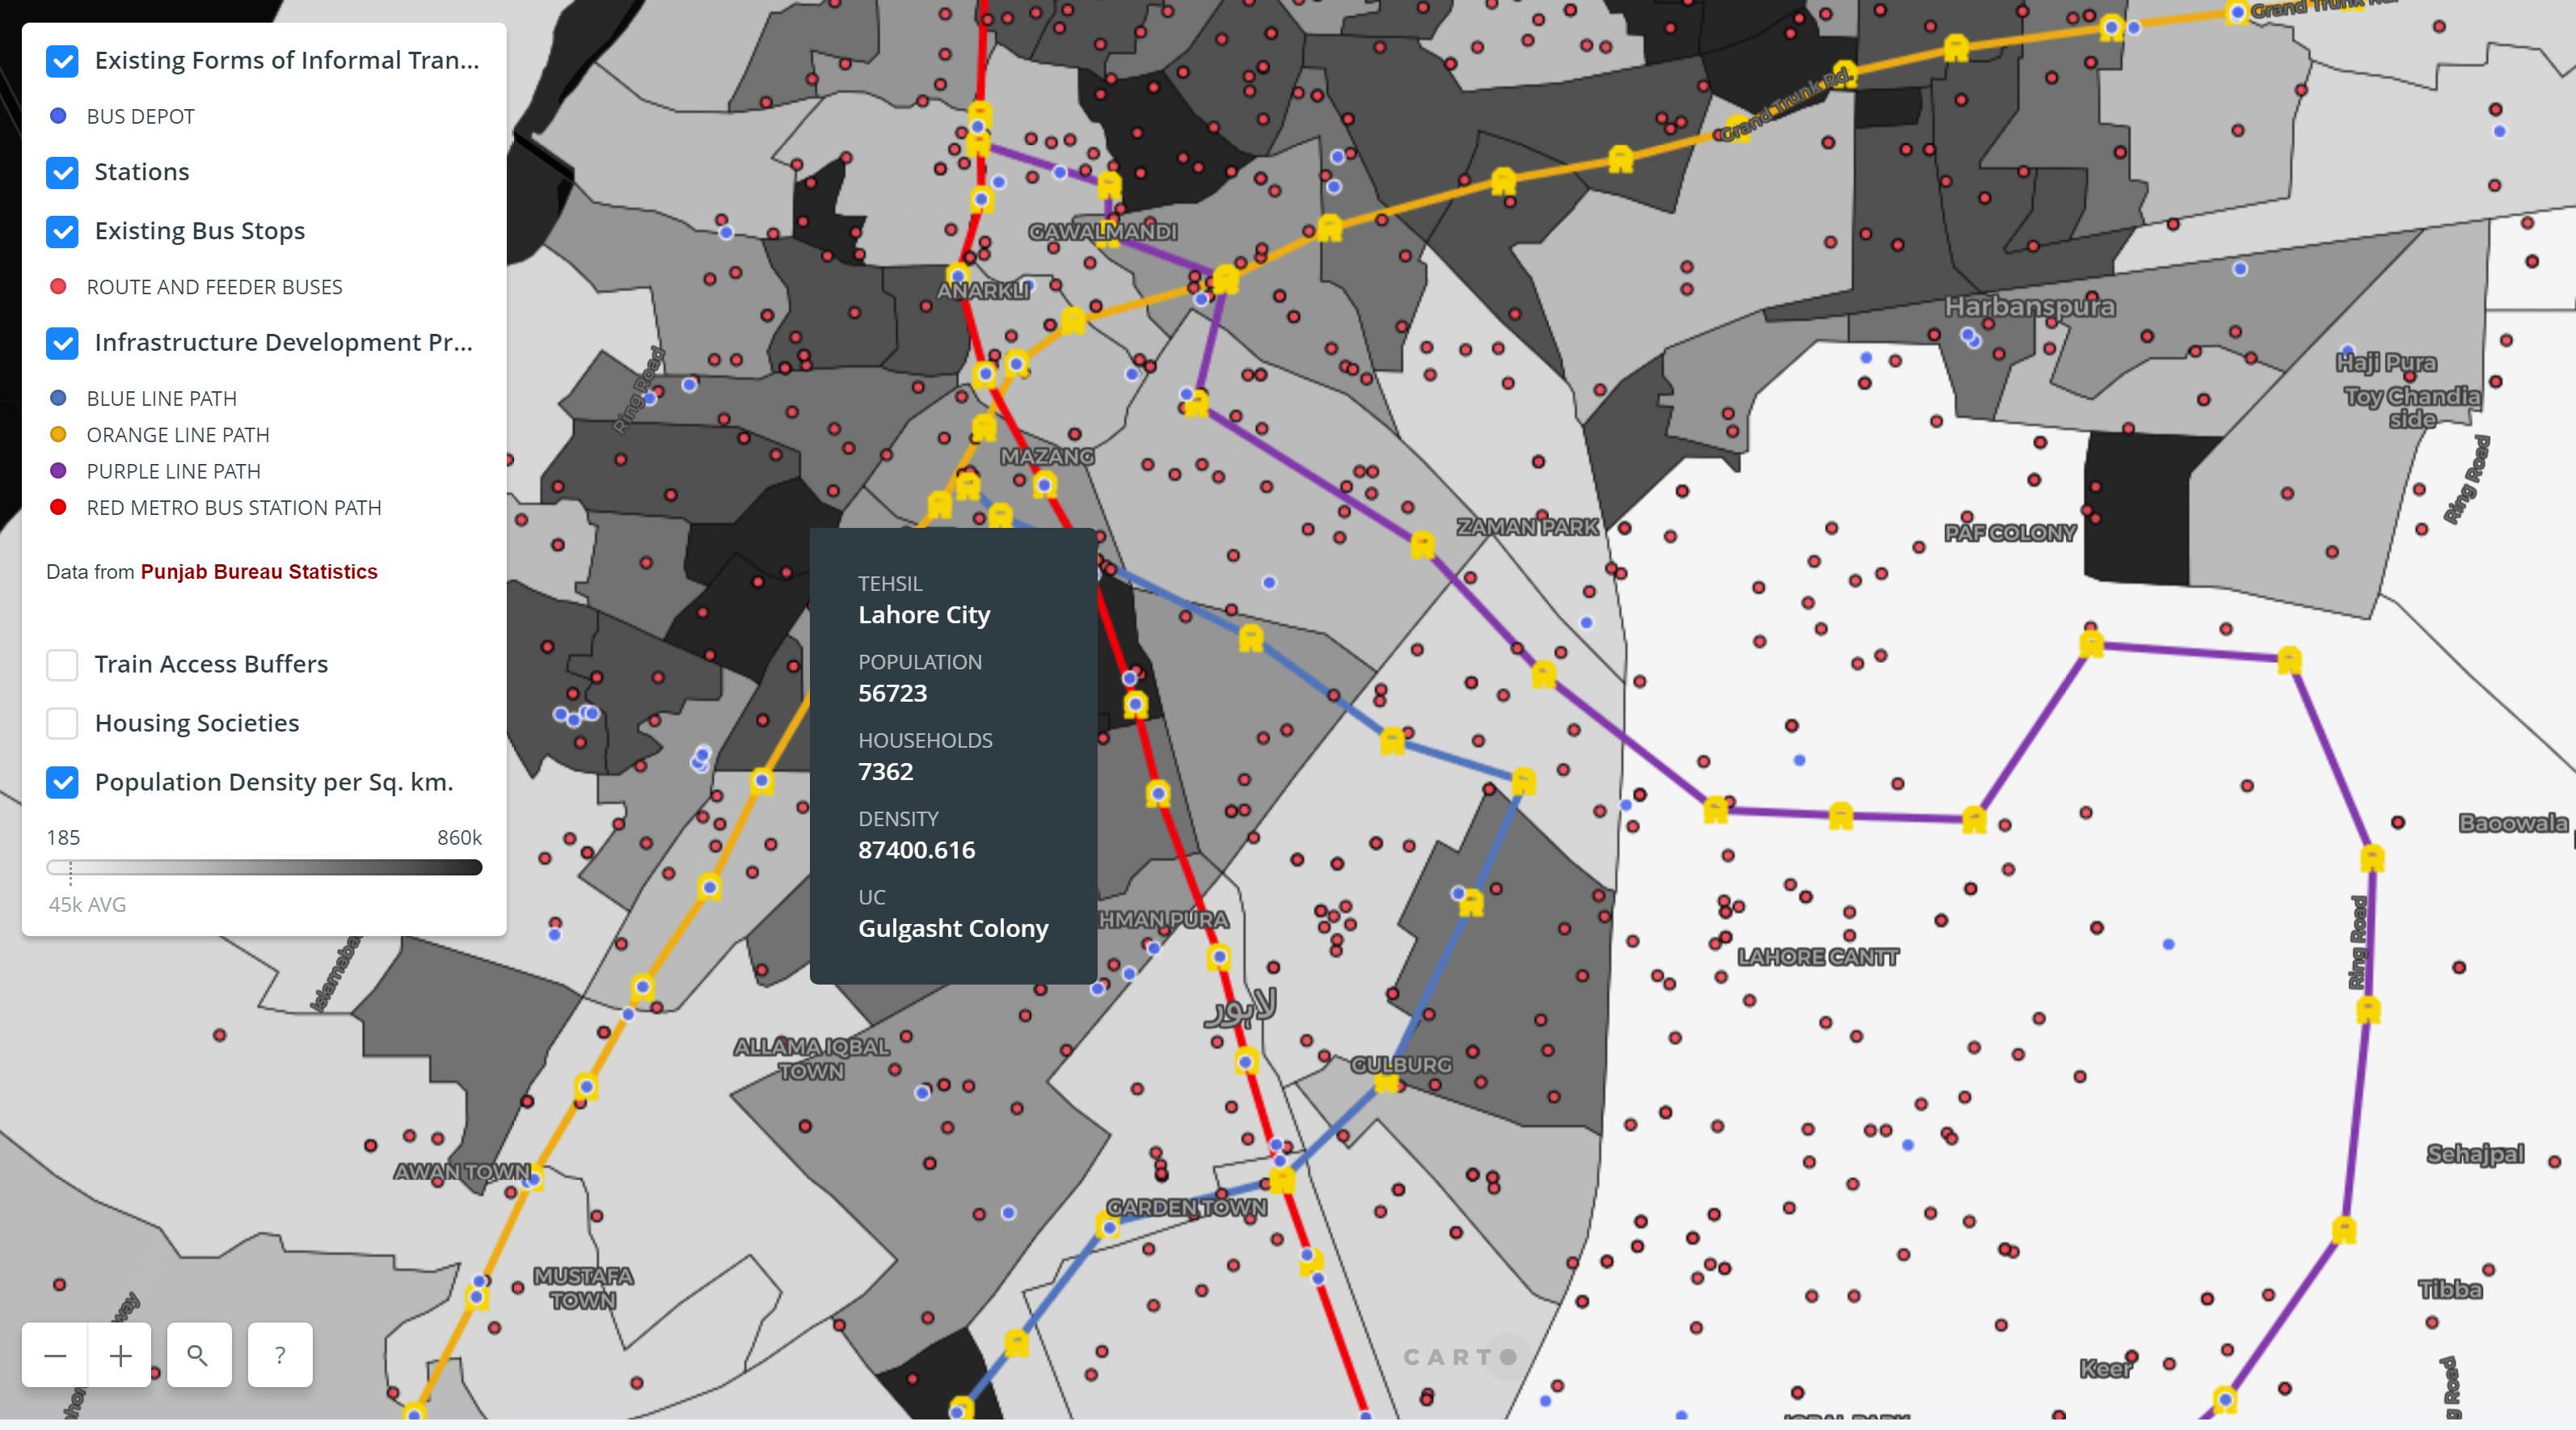 Existing Forms of Informal Tran...
BUS DEPOT
Stations
Existing Bus Stops
ROUTE AND FEEDER BUSES
Infrastructure Development Pr...
BLUE LINE PATH
ORANGE LINE PATH
PURPLE LINE PATH
RED METRO BUS STATION PATH
Data from Punjab Bureau Statistics
Train Access Buffers
Housing Societies
Population Density per Sq. km.
185
860k
45k AVG
TEHSIL
Lahore City
POPULATION
56723
HOUSEHOLDS
7362
DENSITY
87400.616
UC
Gulgasht Colony
Grand Trunk Rd.
GAWALMANDI
ANARKLI
Harbanspura
Haji Pura
Toy Chandia
side
Ring Road
Ring Road
MAZANG
ZAMAN PARK
PAF COLONY
Baoowala
HMAN PURA
LAHORE CANTT
Ring Road
لاہور
ALLAMA IQBAL
TOWN
GULBURG
AWAN TOWN
GARDEN TOWN
Sehajpal
MUSTAFA
TOWN
Tibba
Keer
CARTO
?